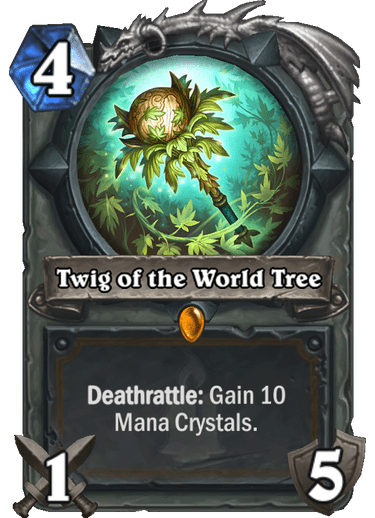 4
Twig of the World Tree
Deathrattle: Gain 10
Mana Crystals.
1
5